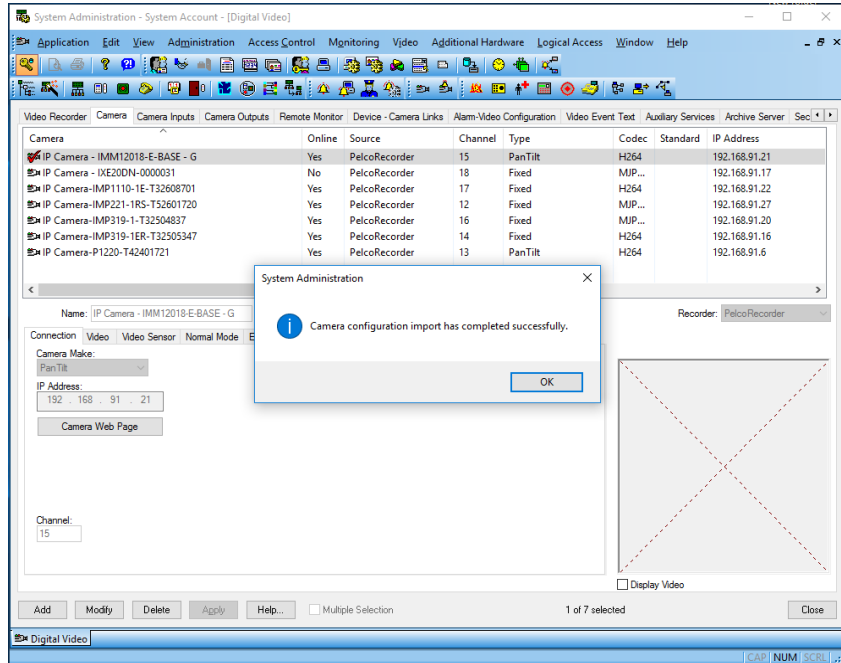 System Administration - System Account - [Digital Video]
Application Edit View Administration Access Control Monitoring Video Additional Hardware Logical Access Window Help
Video Recorder Camera Camera Inputs Camera Outputs Remote Monitor Device - Camera Links Alarm-Video Configuration Video Event Text Auxiliary Services Archive Server Sec
Camera Online Source Channel Type Codec Standard IP Address
IP Camera - IMM12018-E-BASE - G Yes PelcoRecorder 15 PanTilt H264 192.168.91.21
IP Camera - IXE20DN-0000031 No PelcoRecorder 18 Fixed MJP... 192.168.91.17
IP Camera-IMP1110-1E-T32608701 Yes PelcoRecorder 17 Fixed H264 192.168.91.22
IP Camera-IMP221-1RS-T52601720 Yes PelcoRecorder 12 Fixed MJP... 192.168.91.27
IP Camera-IMP319-1-T32504837 Yes PelcoRecorder 16 Fixed MJP... 192.168.91.20
IP Camera-IMP319-1ER-T32505347 Yes PelcoRecorder 14 Fixed H264 192.168.91.16
IP Camera-P1220-T42401721 Yes PelcoRecorder 13 PanTilt H264 192.168.91.6
System Administration
Camera configuration import has completed successfully.
OK
Name: IP Camera - IMM12018-E-BASE - G Recorder: PelcoRecorder
Connection Video Video Sensor Normal Mode E
Camera Make:
PanTilt
IP Address:
192 . 168 . 91 . 21
Camera Web Page
Channel:
15
Display Video
Add Modify Delete Apply Help... Multiple Selection 1 of 7 selected Close
Digital Video
CAP NUM SCRL